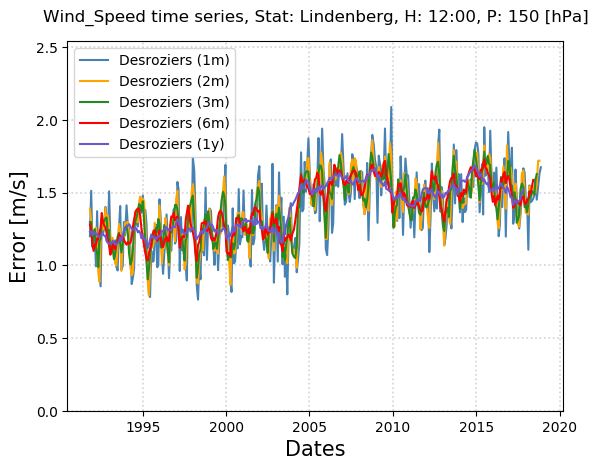 Wind_Speed time series, Stat: Lindenberg, H: 12:00, P: 150 [hPa]
Desroziers (1m)
Desroziers (2m)
Desroziers (3m)
Desroziers (6m)
Desroziers (1y)
Error [m/s]
2.5
2.0
1.5
1.0
0.5
0.0
1995 2000 2005 2010 2015 2020
Dates